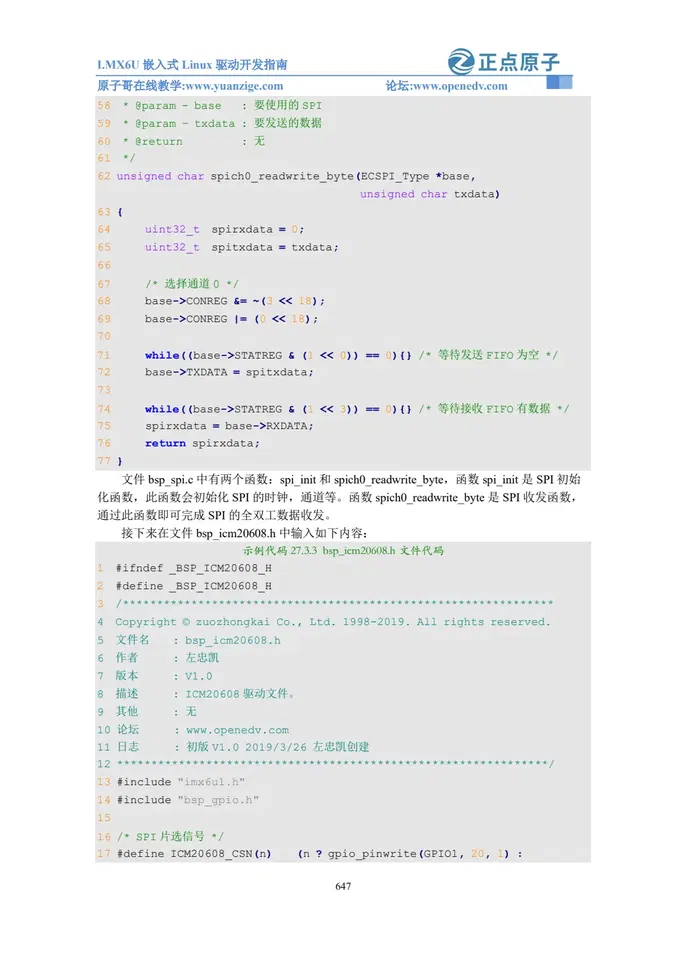 I.MX6U 嵌入式 Linux 驱动开发指南
正点原子
原子哥在线教学:www.yuanzige.com 论坛:www.openedv.com
58 * @param - base : 要使用的 SPI
59 * @param – txdata : 要发送的数据
60 * @return : 无
61 */
62 unsigned char spich0_readwrite_byte(ECSPI_Type *base,
unsigned char txdata)
63 {
64 uint32_t spirxdata = 0;
65 uint32_t spitxdata = txdata;
66
67 /* 选择通道 0 */
68 base->CONREG &= ~(3 << 18);
69 base->CONREG |= (0 << 18);
70
71 while((base->STATREG & (1 << 0)) == 0){} /* 等待发送 FIFO 为空 */
72 base->TXDATA = spitxdata;
73
74 while((base->STATREG & (1 << 3)) == 0){} /* 等待接收 FIFO 有数据 */
75 spirxdata = base->RXDATA;
76 return spirxdata;
77 }
文件 bsp_spi.c 中有两个函数：spi_init 和 spich0_readwrite_byte，函数 spi_init 是 SPI 初始
化函数，此函数会初始化 SPI 的时钟，通道等。函数 spich0_readwrite_byte 是 SPI 收发函数，
通过此函数即可完成 SPI 的全双工数据收发。
接下来在文件 bsp_icm20608.h 中输入如下内容：
示例代码 27.3.3 bsp_icm20608.h 文件代码
1 #ifndef _BSP_ICM20608_H
2 #define _BSP_ICM20608_H
3 /***************************************************************
4 Copyright © zuozhongkai Co., Ltd. 1998-2019. All rights reserved.
5 文件名 : bsp_icm20608.h
6 作者 : 左忠凯
7 版本 : V1.0
8 描述 : ICM20608 驱动文件。
9 其他 : 无
10 论坛 : www.openedv.com
11 日志 : 初版 V1.0 2019/3/26 左忠凯创建
12 ***************************************************************/
13 #include "imx6ul.h"
14 #include "bsp_gpio.h"
15
16 /* SPI 片选信号 */
17 #define ICM20608_CSN(n) (n ? gpio_pinwrite(GPIO1, 20, 1) :
647